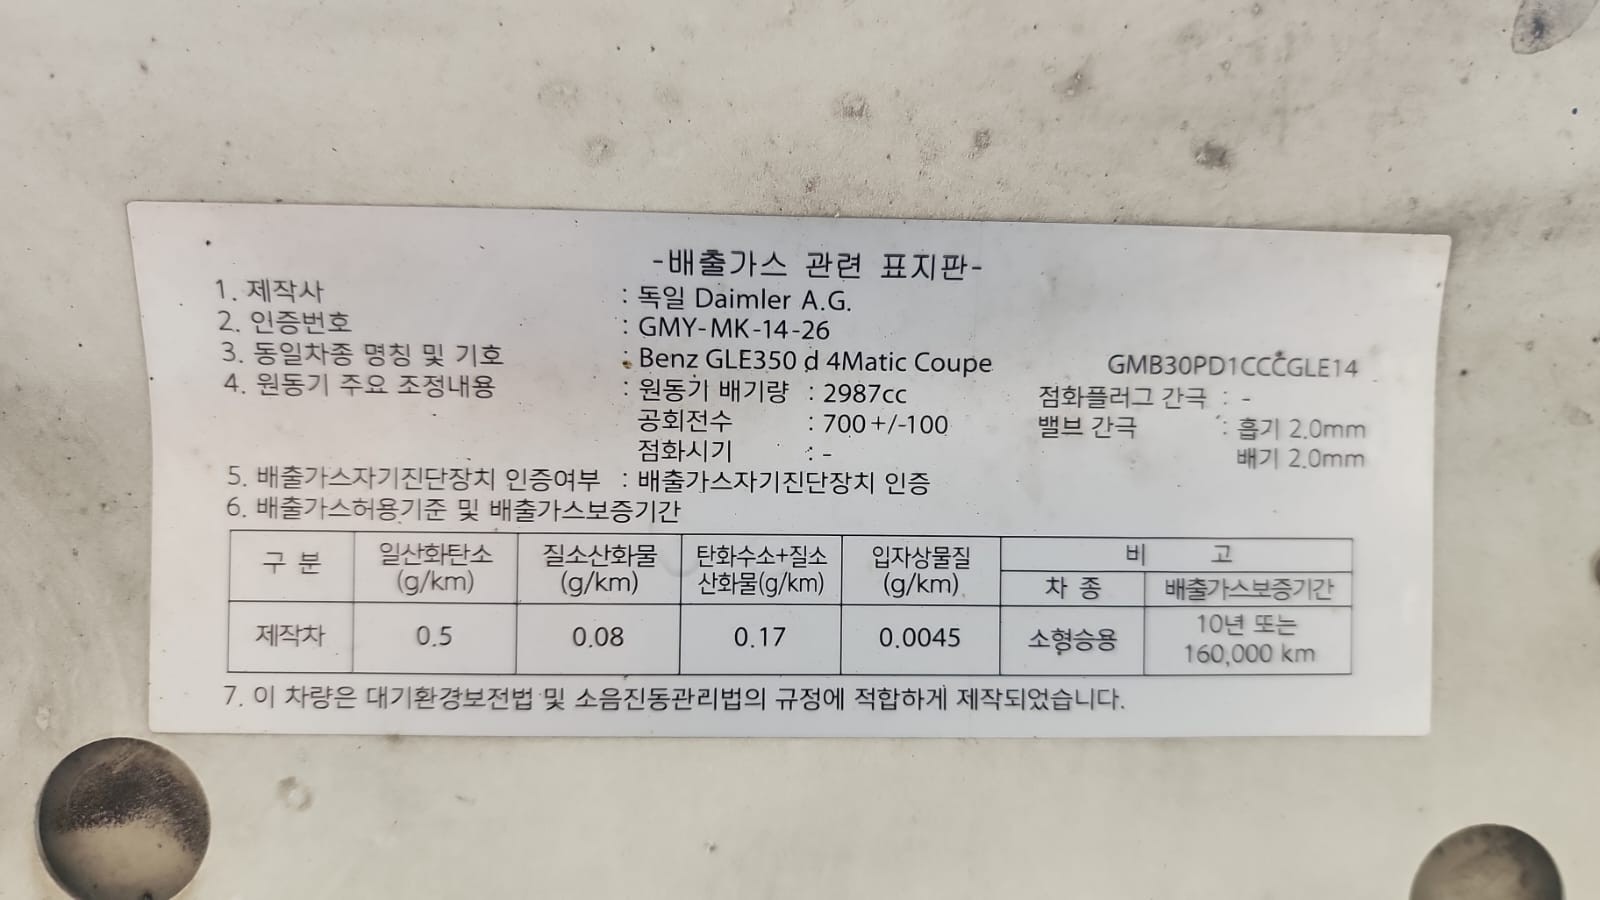 -배출가스 관련 표지판-
1. 제작사 : 독일 Daimler A.G.
2. 인증번호 : GMY-MK-14-26
3. 동일차종 명칭 및 기호 : Benz GLE350 d 4Matic Coupe GMB30PD1CCCGLE14
4. 원동기 주요 조정내용 : 원동기 배기량 : 2987cc 점화플러그 간극 : -
공회전수 : 700+/-100 밸브 간극 : 흡기 2.0mm
점화시기 : - 배기 2.0mm
5. 배출가스자기진단장치 인증여부 : 배출가스자기진단장치 인증
6. 배출가스허용기준 및 배출가스보증기간
구 분 일산화탄소 (g/km) 질소산화물 (g/km) 탄화수소+질소산화물(g/km) 입자상물질 (g/km) 비 고
차 종 배출가스보증기간
제작차 0.5 0.08 0.17 0.0045 소형승용 10년 또는 160,000 km
7. 이 차량은 대기환경보전법 및 소음진동관리법의 규정에 적합하게 제작되었습니다.